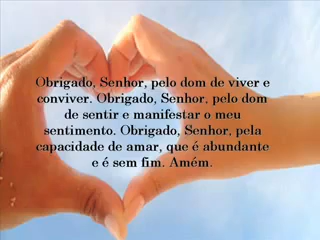 Obrigado, Senhor, pelo dom de viver e
conviver. Obrigado, Senhor, pelo dom
de sentir e manifestar o meu
sentimento. Obrigado, Senhor, pela
capacidade de amar, que é abundante
e é sem fim. Amém.